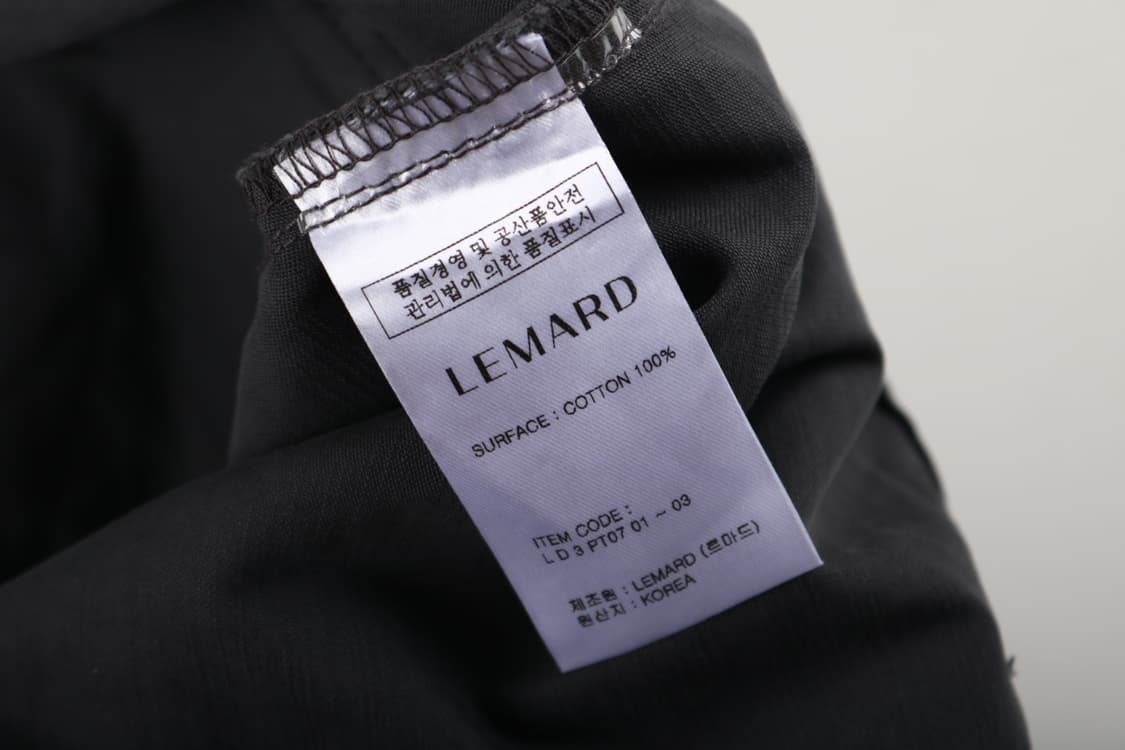 품질경영 및 공산품안전
관리법에 의한 품질표시
LEMARD
SURFACE : COTTON 100%
ITEM CODE :
L D 3 PT07 01 ~ 03
제조원 : LEMARD (르마드)
원산지 : KOREA